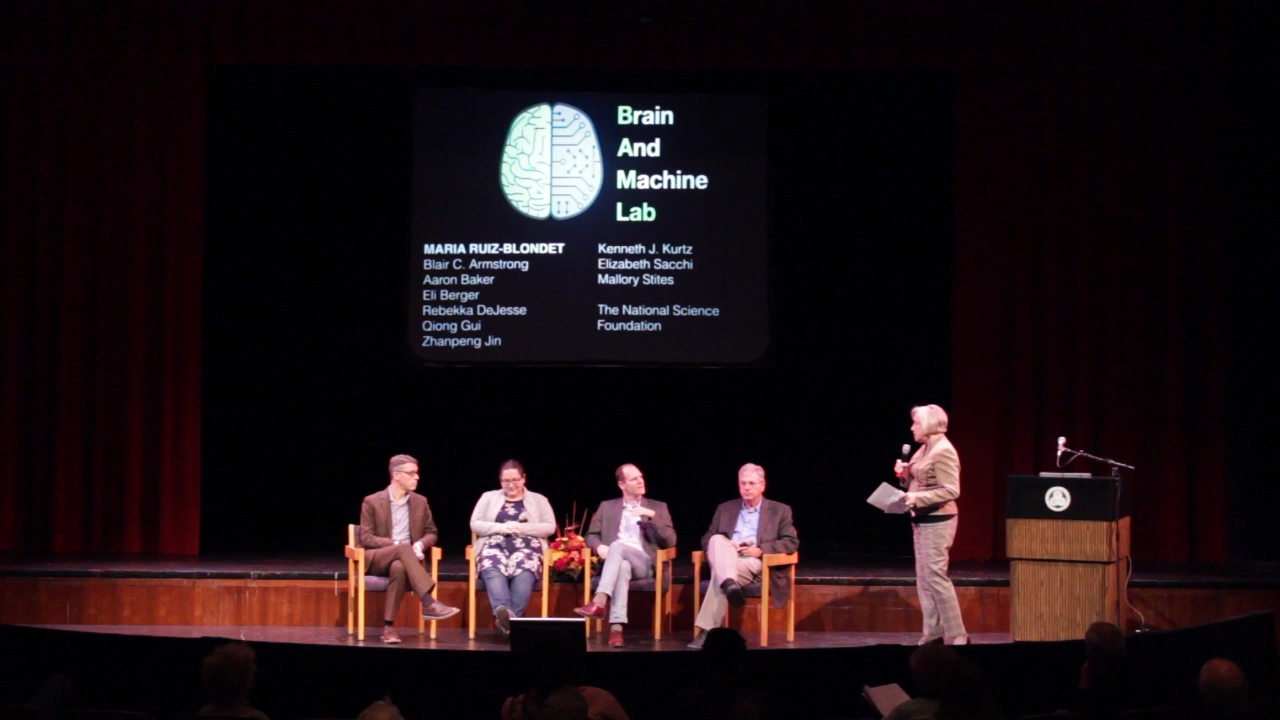 Brain
And
Machine
Lab
MARIA RUIZ-BLONDET
Blair C. Armstrong
Aaron Baker
Eli Berger
Rebekka DeJesse
Qiong Gui
Zhanpeng Jin
Kenneth J. Kurtz
Elizabeth Sacchi
Mallory Stites
The National Science
Foundation